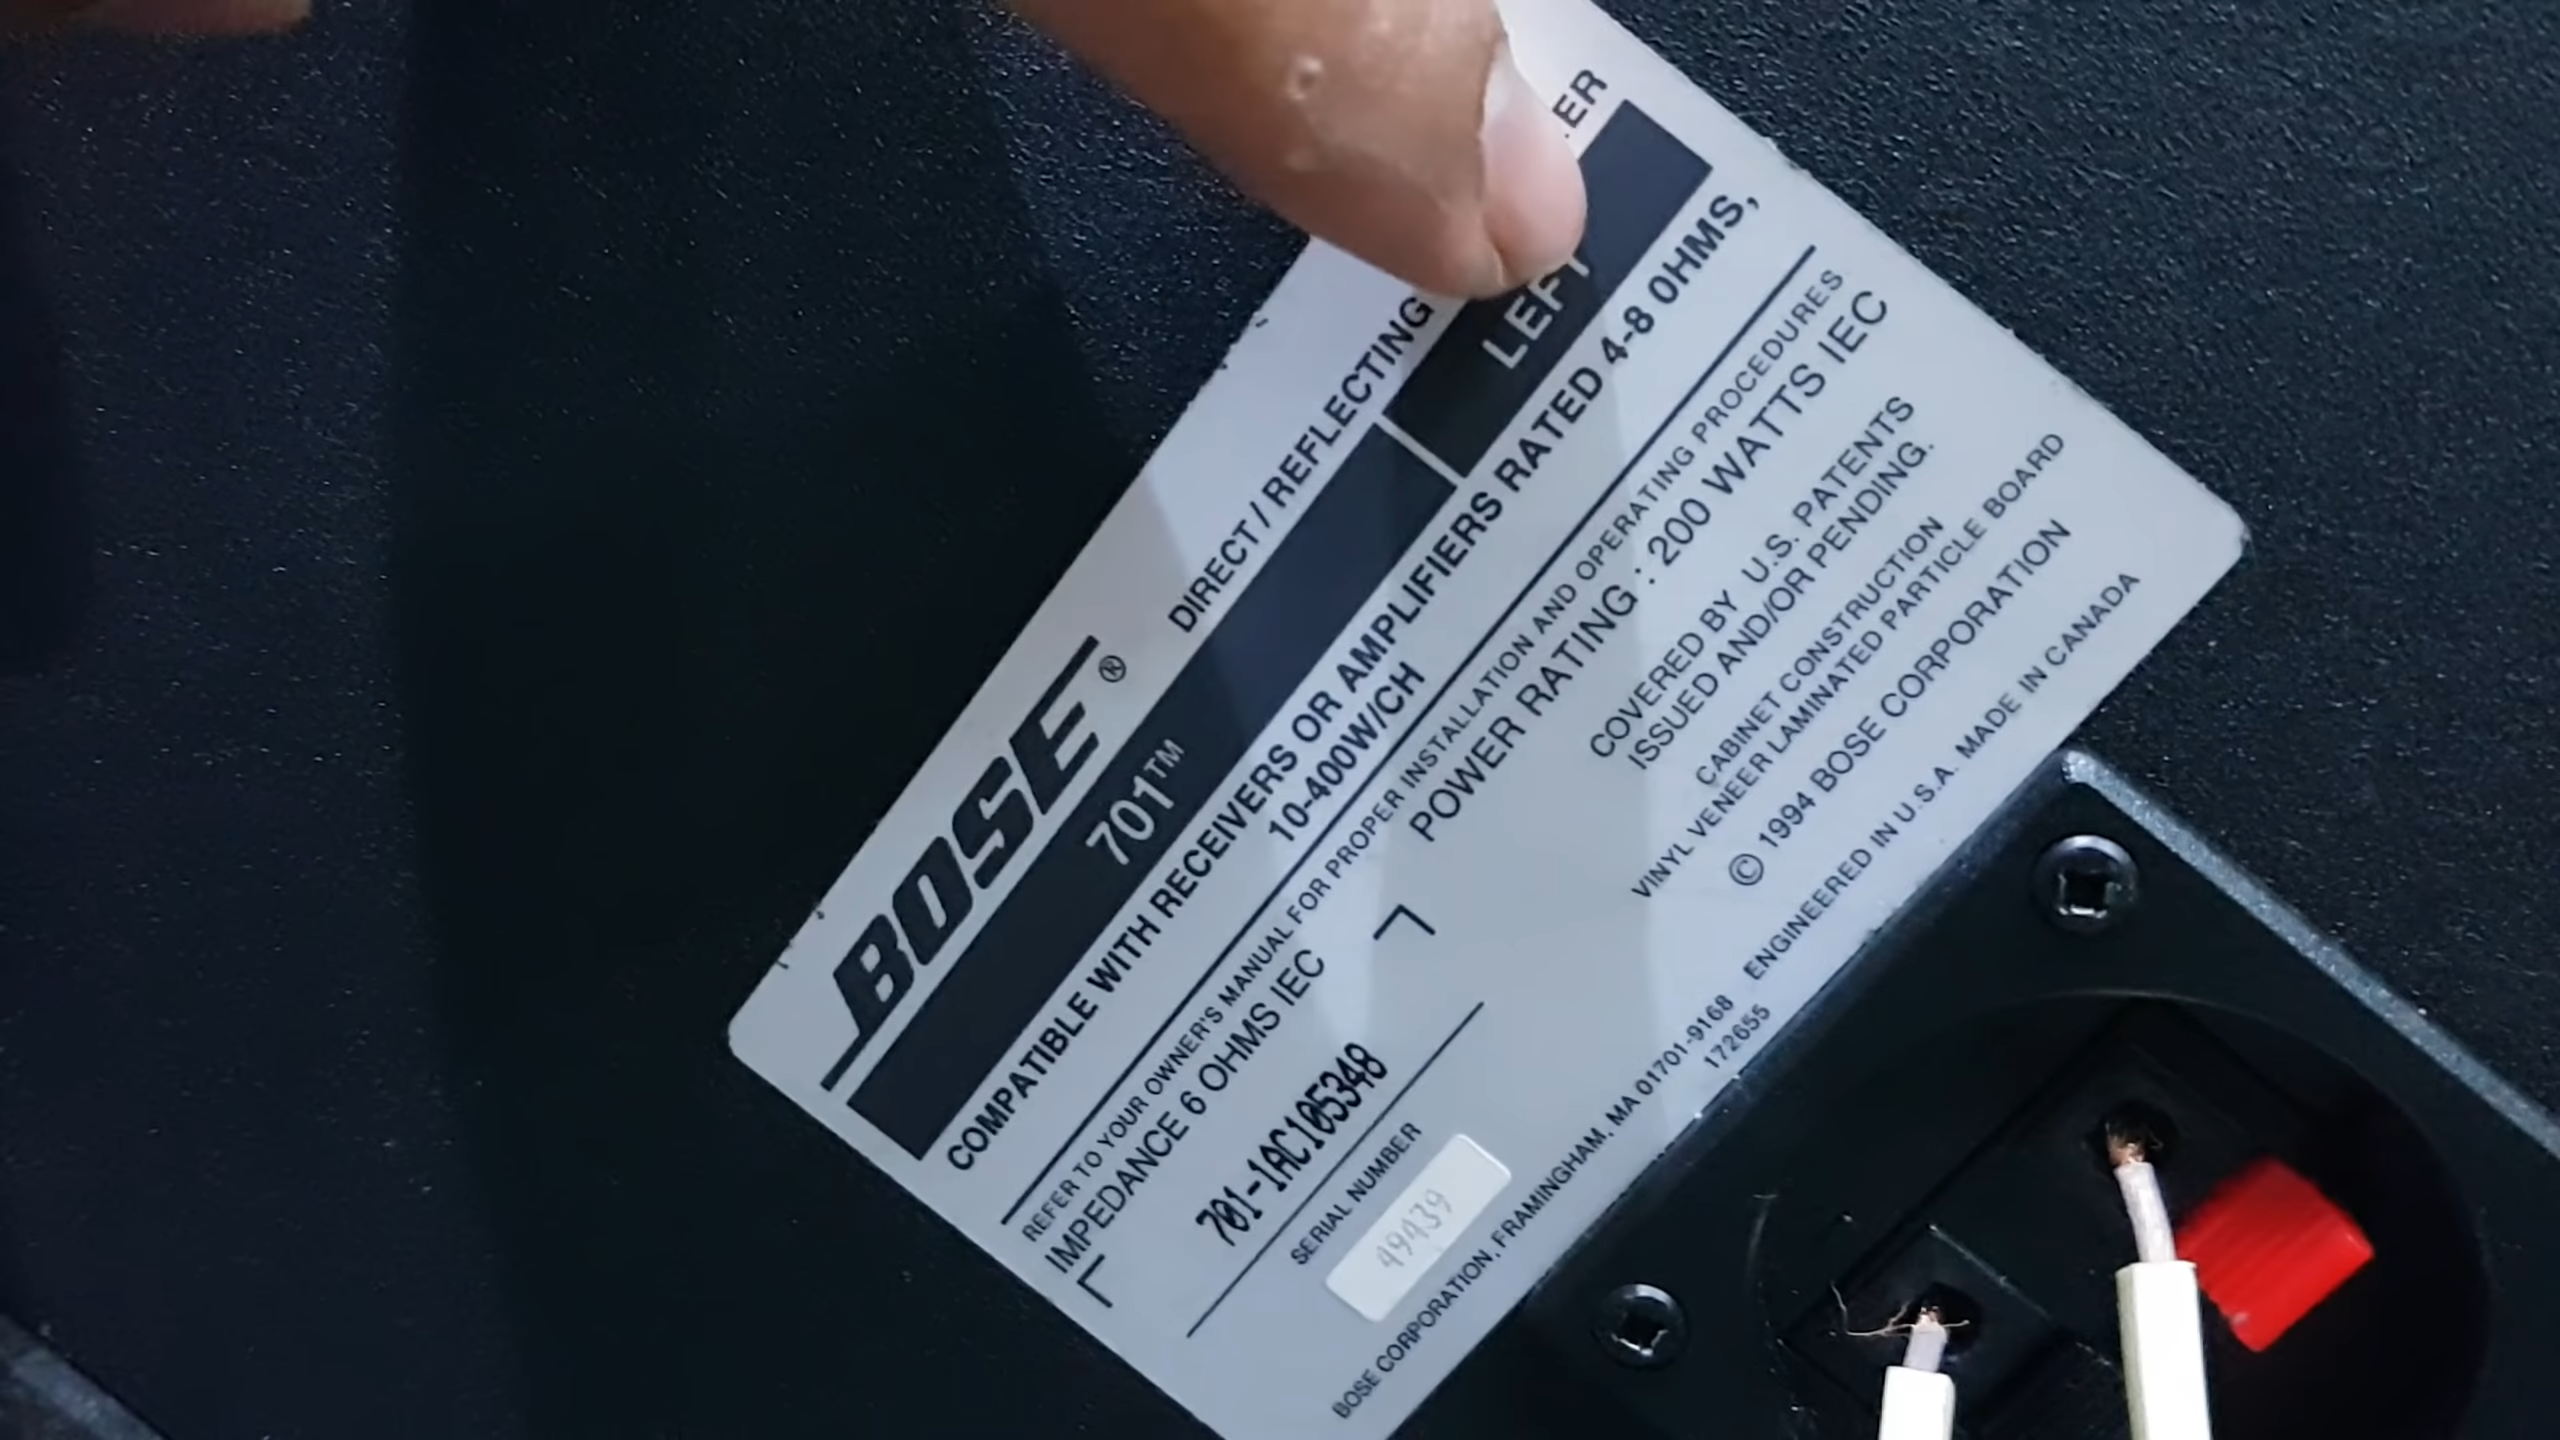 BOSE®
DIRECT / REFLECTING
701™ LEFT
COMPATIBLE WITH RECEIVERS OR AMPLIFIERS RATED 4-8 OHMS,
10-400W/CH
REFER TO YOUR OWNER'S MANUAL FOR PROPER INSTALLATION AND OPERATING PROCEDURES
IMPEDANCE 6 OHMS IEC POWER RATING : 200 WATTS IEC
701-1AC105348
SERIAL NUMBER
COVERED BY U.S. PATENTS
ISSUED AND/OR PENDING.
CABINET CONSTRUCTION
VINYL VENEER LAMINATED PARTICLE BOARD
© 1994 BOSE CORPORATION
BOSE CORPORATION, FRAMINGHAM, MA 01701-9168 ENGINEERED IN U.S.A. MADE IN CANADA
172655